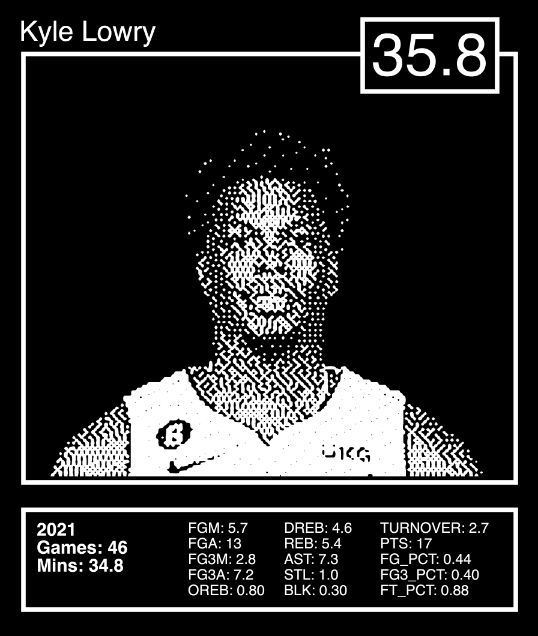 Kyle Lowry
35.8
6
UKG
2021
Games: 46
Mins: 34.8
FGM: 5.7
FGA: 13
FG3M: 2.8
FG3A: 7.2
OREB: 0.80
DREB: 4.6
REB: 5.4
AST: 7.3
STL: 1.0
BLK: 0.30
TURNOVER: 2.7
PTS: 17
FG_PCT: 0.44
FG3_PCT: 0.40
FT_PCT: 0.88